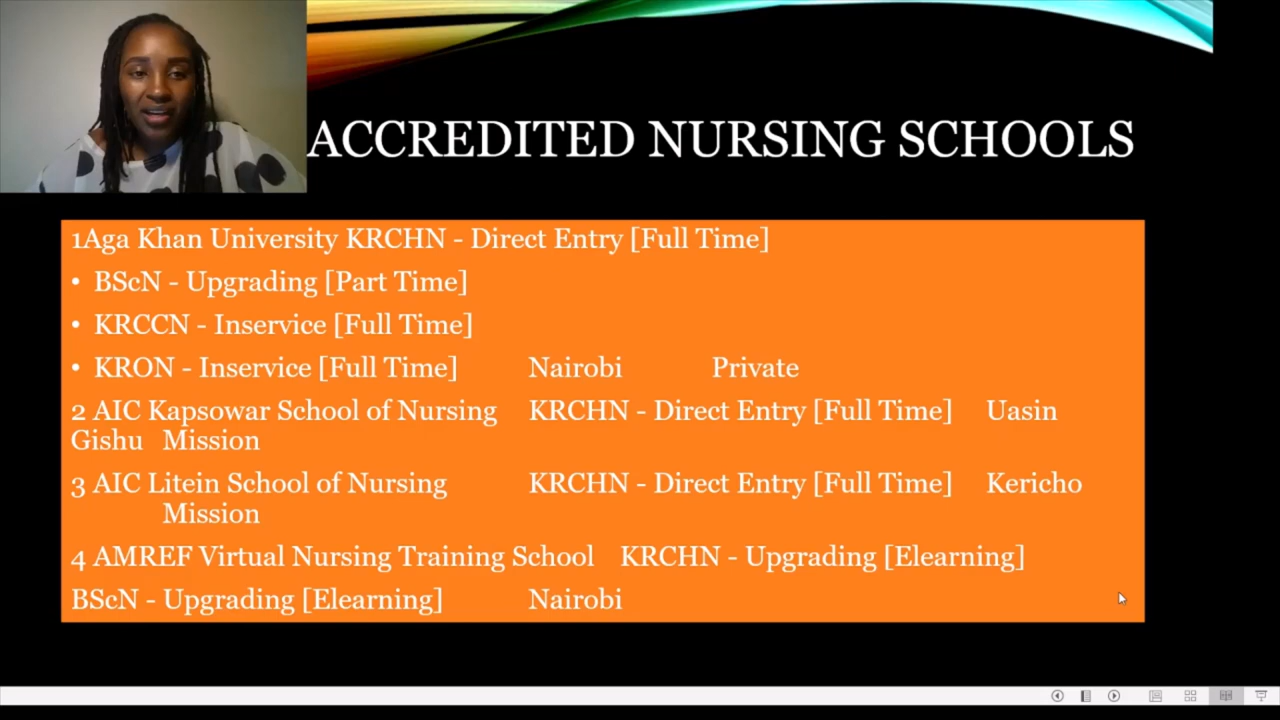 ACCREDITED NURSING SCHOOLS
1Aga Khan University KRCHN - Direct Entry [Full Time]
• BScN - Upgrading [Part Time]
• KRCCN - Inservice [Full Time]
• KRON - Inservice [Full Time] Nairobi Private
2 AIC Kapsowar School of Nursing KRCHN - Direct Entry [Full Time] Uasin
Gishu Mission
3 AIC Litein School of Nursing KRCHN - Direct Entry [Full Time] Kericho
Mission
4 AMREF Virtual Nursing Training School KRCHN - Upgrading [Elearning]
BScN - Upgrading [Elearning] Nairobi